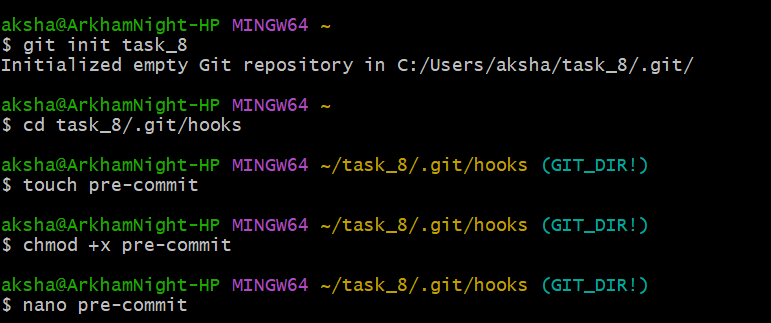 aksha@ArkhamNight-HP MINGW64 ~
$ git init task_8
Initialized empty Git repository in C:/Users/aksha/task_8/.git/
aksha@ArkhamNight-HP MINGW64 ~
$ cd task_8/.git/hooks
aksha@ArkhamNight-HP MINGW64 ~/task_8/.git/hooks (GIT_DIR!)
$ touch pre-commit
aksha@ArkhamNight-HP MINGW64 ~/task_8/.git/hooks (GIT_DIR!)
$ chmod +x pre-commit
aksha@ArkhamNight-HP MINGW64 ~/task_8/.git/hooks (GIT_DIR!)
$ nano pre-commit